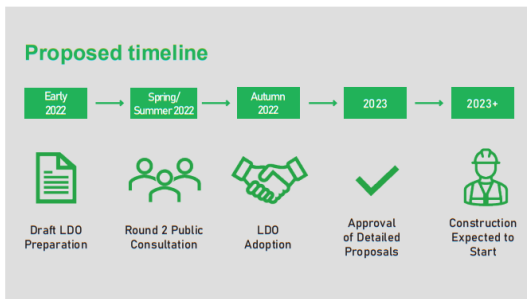 Proposed timeline
Early
2022
Spring/
Summer 2022
Autumn
2022
2023
2023+
Draft LDO
Preparation
Round 2 Public
Consultation
LDO
Adoption
Approval
of Detailed
Proposals
Construction
Expected to
Start